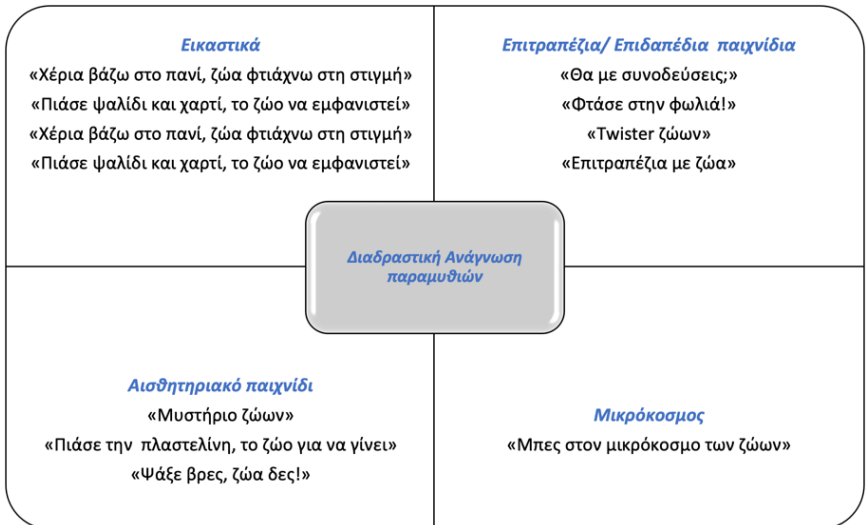 Εικαστικά
«Χέρια βάζω στο πανί, ζώα φτιάχνω στη στιγμή»
«Πιάσε ψαλίδι και χαρτί, το ζώο να εμφανιστεί»
«Χέρια βάζω στο πανί, ζώα φτιάχνω στη στιγμή»
«Πιάσε ψαλίδι και χαρτί, το ζώο να εμφανιστεί»
Επιτραπέζια/ Επιδαπέδια παιχνίδια
«Θα με συνοδεύσεις;»
«Φτάσε στην φωλιά!»
«Twister ζώων»
«Επιτραπέζια με ζώα»
Διαδραστική Ανάγνωση
παραμυθιών
Αισθητηριακό παιχνίδι
«Μυστήριο ζώων»
«Πιάσε την πλαστελίνη, το ζώο για να γίνει»
«Ψάξε βρες, ζώα δες!»
Μικρόκοσμος
«Μπες στον μικρόκοσμο των ζώων»